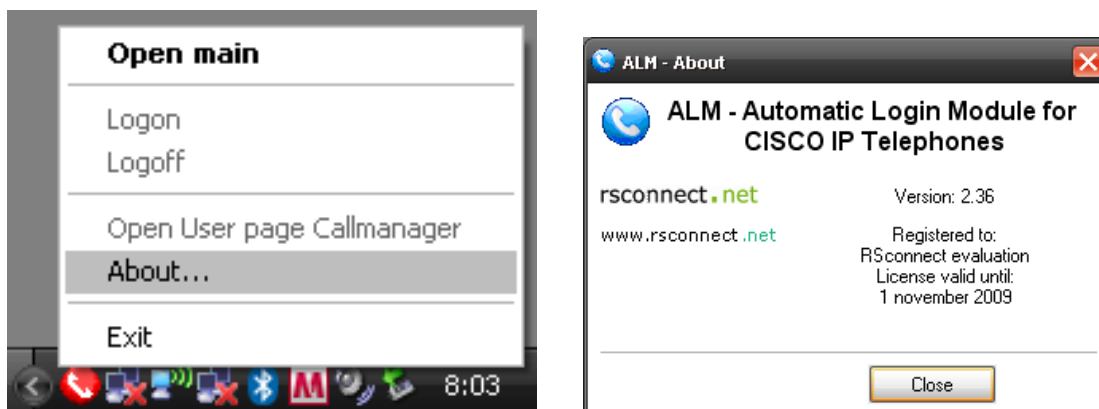 Open main
Logon
Logoff
Open User page Callmanager
About...
Exit
8:03
ALM - About
ALM - Automatic Login Module for
CISCO IP Telephones
rsconnect.net
Version: 2.36
www.rsconnect.net
Registered to:
RSconnect evaluation
License valid until:
1 november 2009
Close